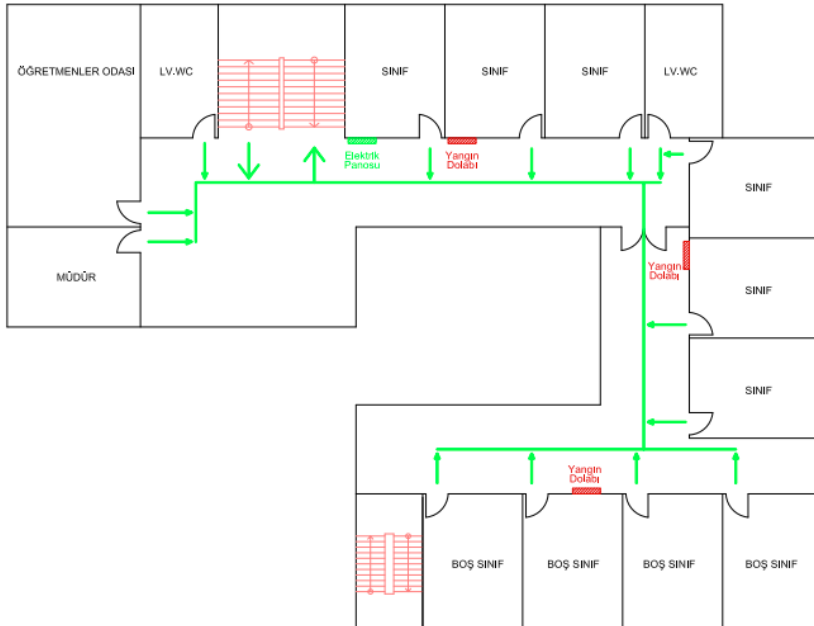 ÖĞRETMENLER ODASI
LV.WC
SINIF
SINIF
SINIF
LV.WC
Elektrik
Panosu
Yangın
Dolabı
SINIF
MÜDÜR
Yangın
Dolabı
SINIF
SINIF
Yangın
Dolabı
BOŞ SINIF
BOŞ SINIF
BOŞ SINIF
BOŞ SINIF